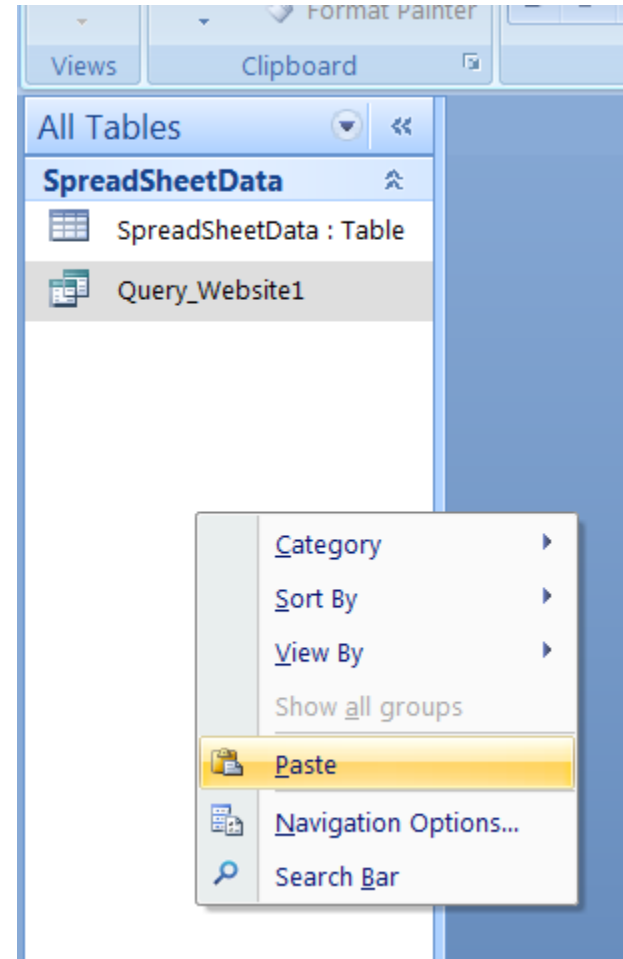 Format Painter
Views
Clipboard
All Tables
SpreadSheetData
SpreadSheetData : Table
Query_Website1
Category
Sort By
View By
Show all groups
Paste
Navigation Options...
Search Bar